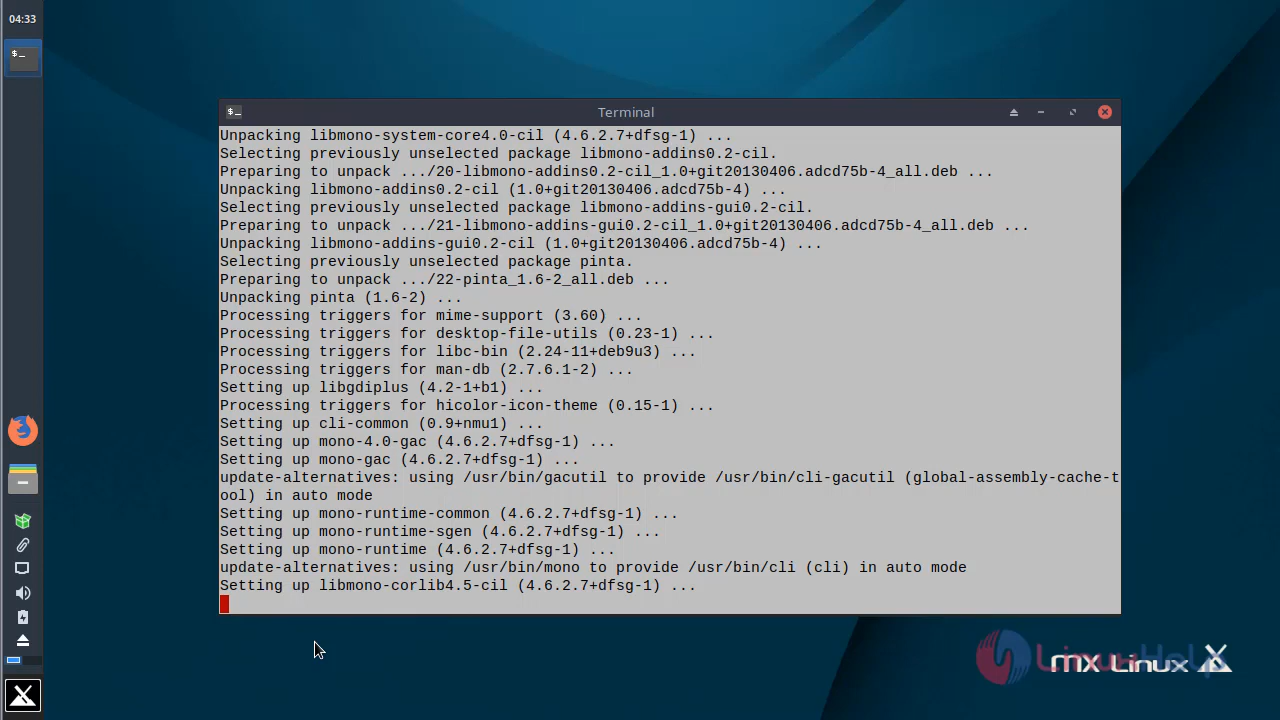 04:33
$_
$_ Terminal
Unpacking libmono-system-core4.0-cil (4.6.2.7+dfsg-1) ...
Selecting previously unselected package libmono-addins0.2-cil.
Preparing to unpack .../20-libmono-addins0.2-cil_1.0+git20130406.adcd75b-4_all.deb ...
Unpacking libmono-addins0.2-cil (1.0+git20130406.adcd75b-4) ...
Selecting previously unselected package libmono-addins-gui0.2-cil.
Preparing to unpack .../21-libmono-addins-gui0.2-cil_1.0+git20130406.adcd75b-4_all.deb ...
Unpacking libmono-addins-gui0.2-cil (1.0+git20130406.adcd75b-4) ...
Selecting previously unselected package pinta.
Preparing to unpack .../22-pinta_1.6-2_all.deb ...
Unpacking pinta (1.6-2) ...
Processing triggers for mime-support (3.60) ...
Processing triggers for desktop-file-utils (0.23-1) ...
Processing triggers for libc-bin (2.24-11+deb9u3) ...
Processing triggers for man-db (2.7.6.1-2) ...
Setting up libgdiplus (4.2-1+b1) ...
Processing triggers for hicolor-icon-theme (0.15-1) ...
Setting up cli-common (0.9+nmu1) ...
Setting up mono-4.0-gac (4.6.2.7+dfsg-1) ...
Setting up mono-gac (4.6.2.7+dfsg-1) ...
update-alternatives: using /usr/bin/gacutil to provide /usr/bin/cli-gacutil (global-assembly-cache-t
ool) in auto mode
Setting up mono-runtime-common (4.6.2.7+dfsg-1) ...
Setting up mono-runtime-sgen (4.6.2.7+dfsg-1) ...
Setting up mono-runtime (4.6.2.7+dfsg-1) ...
update-alternatives: using /usr/bin/mono to provide /usr/bin/cli (cli) in auto mode
Setting up libmono-corlib4.5-cil (4.6.2.7+dfsg-1) ...
LinuxHelp
MX Linux